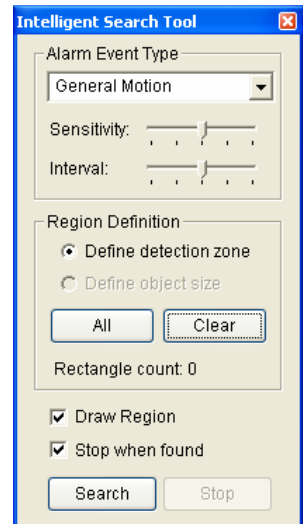 Intelligent Search Tool
Alarm Event Type
General Motion
Sensitivity:
Interval:
Region Definition
Define detection zone
Define object size
All Clear
Rectangle count: 0
Draw Region
Stop when found
Search Stop